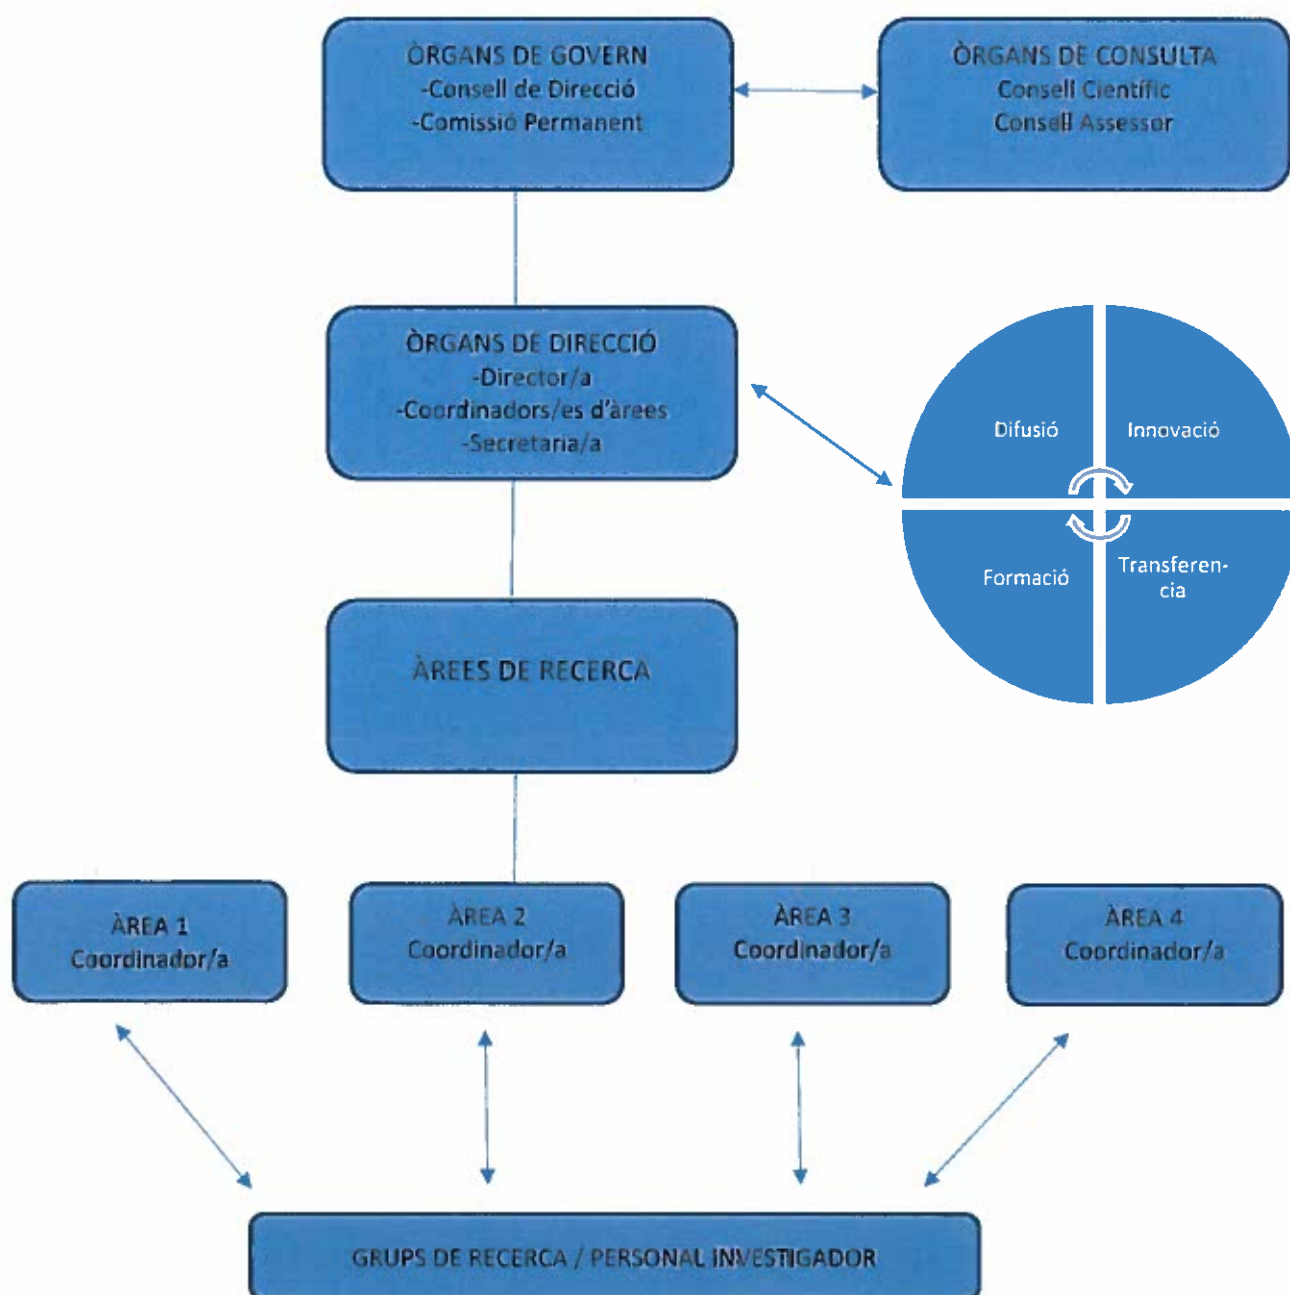 ÒRGANS DE GOVERN
-Consell de Direcció
-Comissió Permanent
ÒRGANS DE CONSULTA
Consell Científic
Consell Assessor
ÒRGANS DE DIRECCIÓ
-Director/a
-Coordinadors/es d'àrees
-Secretaria/a
Difusió
Innovació
Formació
Transferen-
cia
ÀREES DE RECERCA
ÀREA 1
Coordinador/a
ÀREA 2
Coordinador/a
ÀREA 3
Coordinador/a
ÀREA 4
Coordinador/a
GRUPS DE RECERCA / PERSONAL INVESTIGADOR